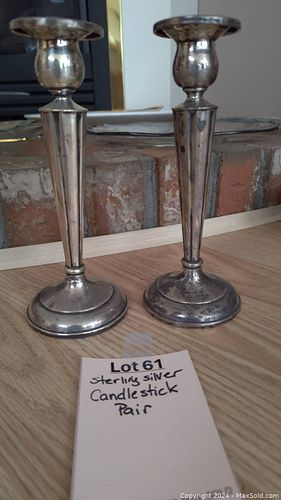 Lot 61
sterling silver
Candlestick
Pair
Copyright 2024 - MaxSold.com